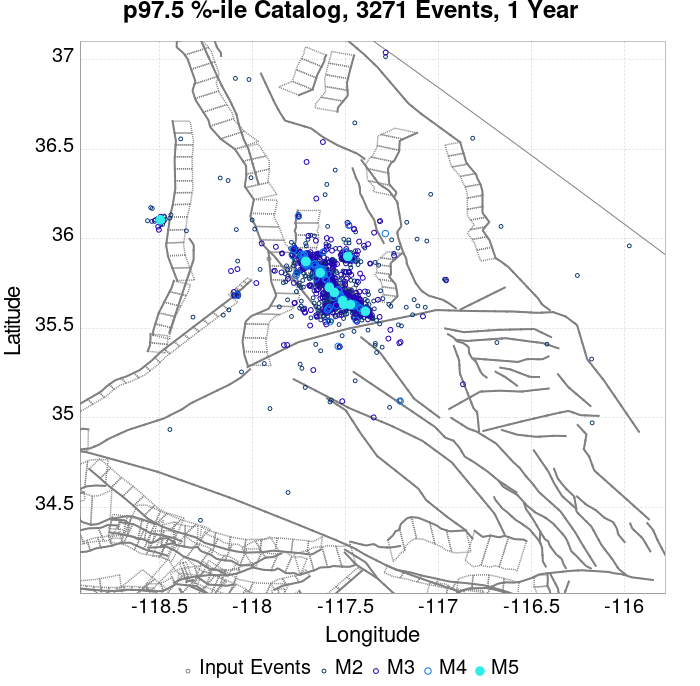 p97.5 %-ile Catalog, 3271 Events, 1 Year
37
36.5
36
35.5
35
34.5
Latitude
-118.5 -118 -117.5 -117 -116.5 -116
Longitude
Input Events M2 M3 M4 M5